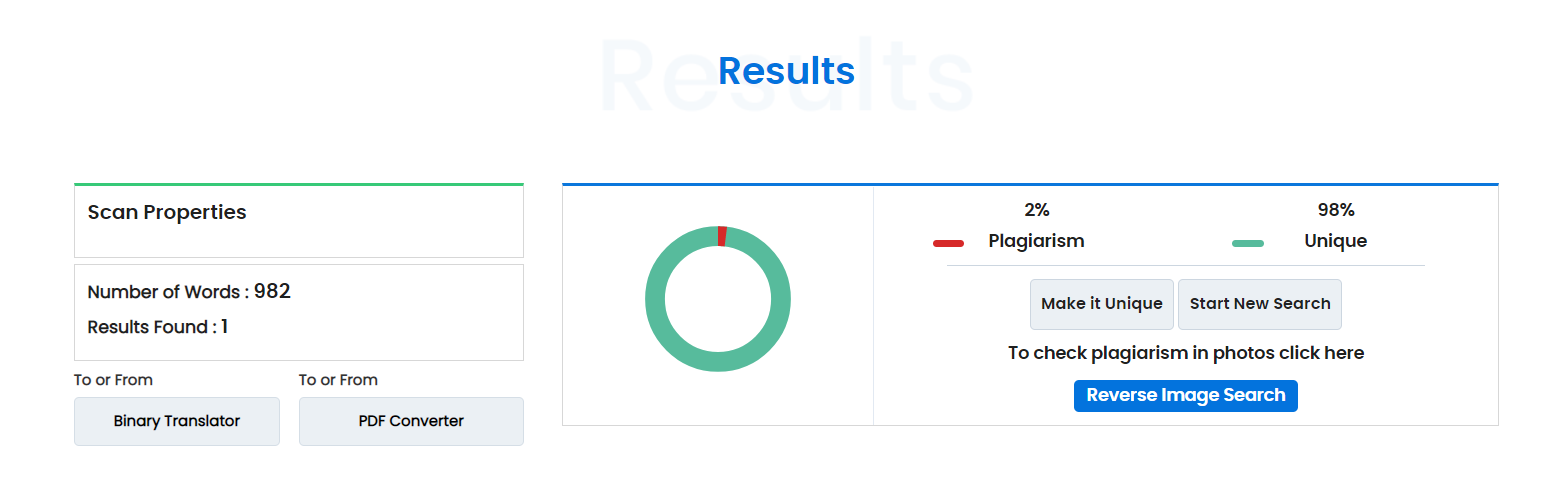 Results
Results
Scan Properties
Number of Words : 982
Results Found : 1
To or From
Binary Translator
To or From
PDF Converter
2%
Plagiarism
98%
Unique
Make it Unique
Start New Search
To check plagiarism in photos click here
Reverse Image Search